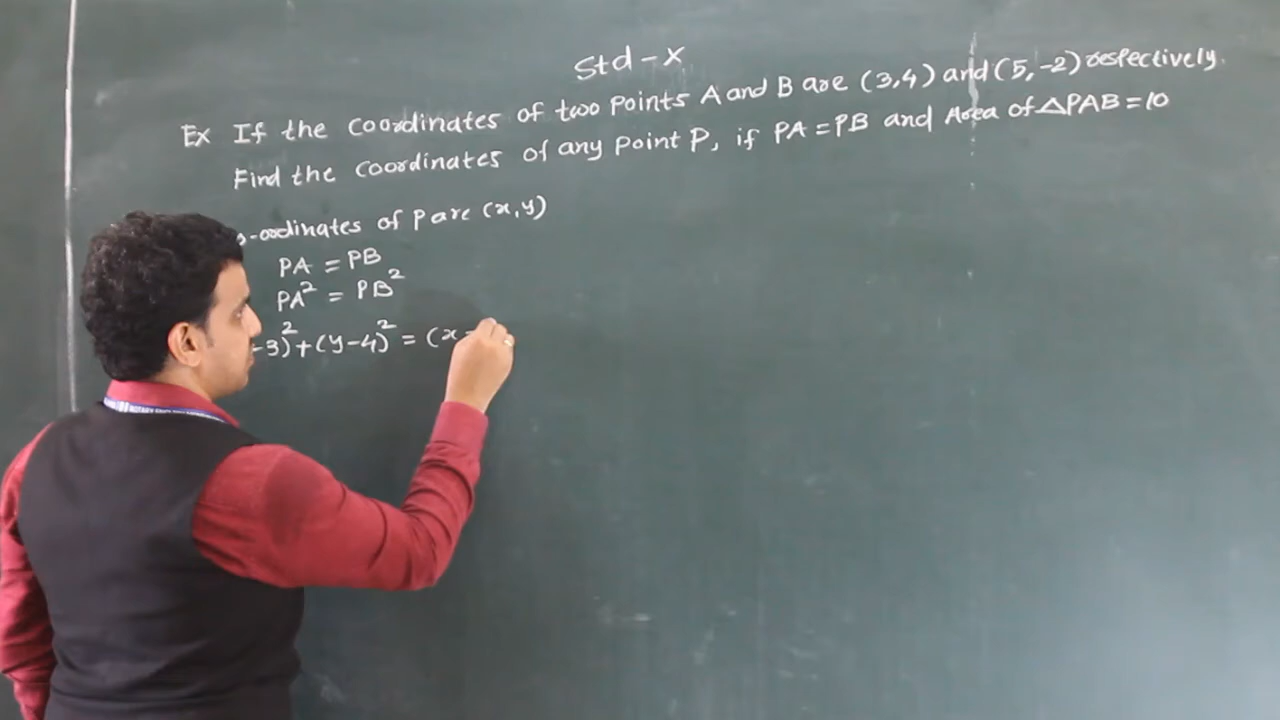 Std - X
Ex If the coordinates of two points A and B are (3,4) and (5,-2) respectively.
Find the coordinates of any point P, if PA = PB and Area of △PAB = 10
o-ordinates of P are (x,y)
PA = PB
PA² = PB²
-3)² + (y-4)² = (x-